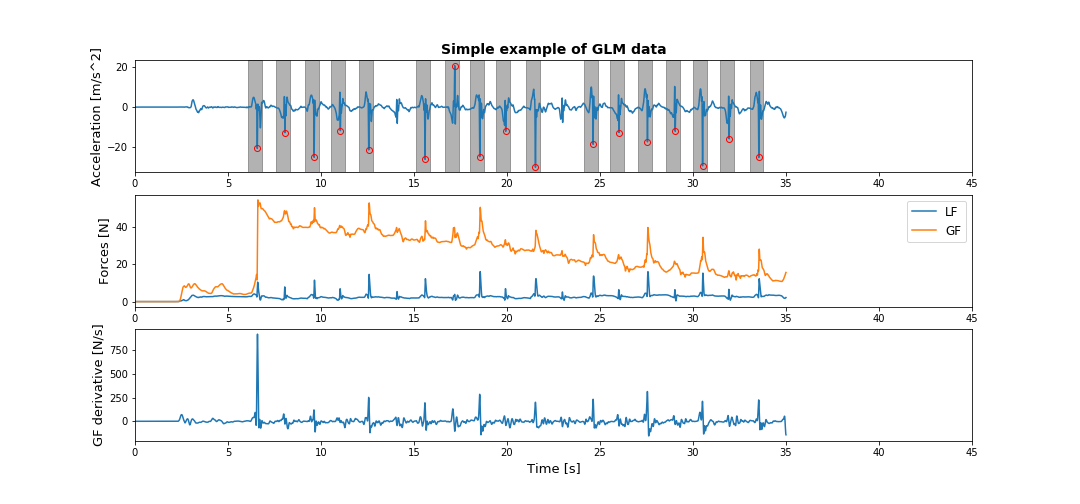 Simple example of GLM data
Acceleration [m/s^2]
20
0
−20
0 5 10 15 20 25 30 35 40 45
Forces [N]
40
20
0
LF
GF
0 5 10 15 20 25 30 35 40 45
GF derivative [N/s]
750
500
250
0
0 5 10 15 20 25 30 35 40 45
Time [s]